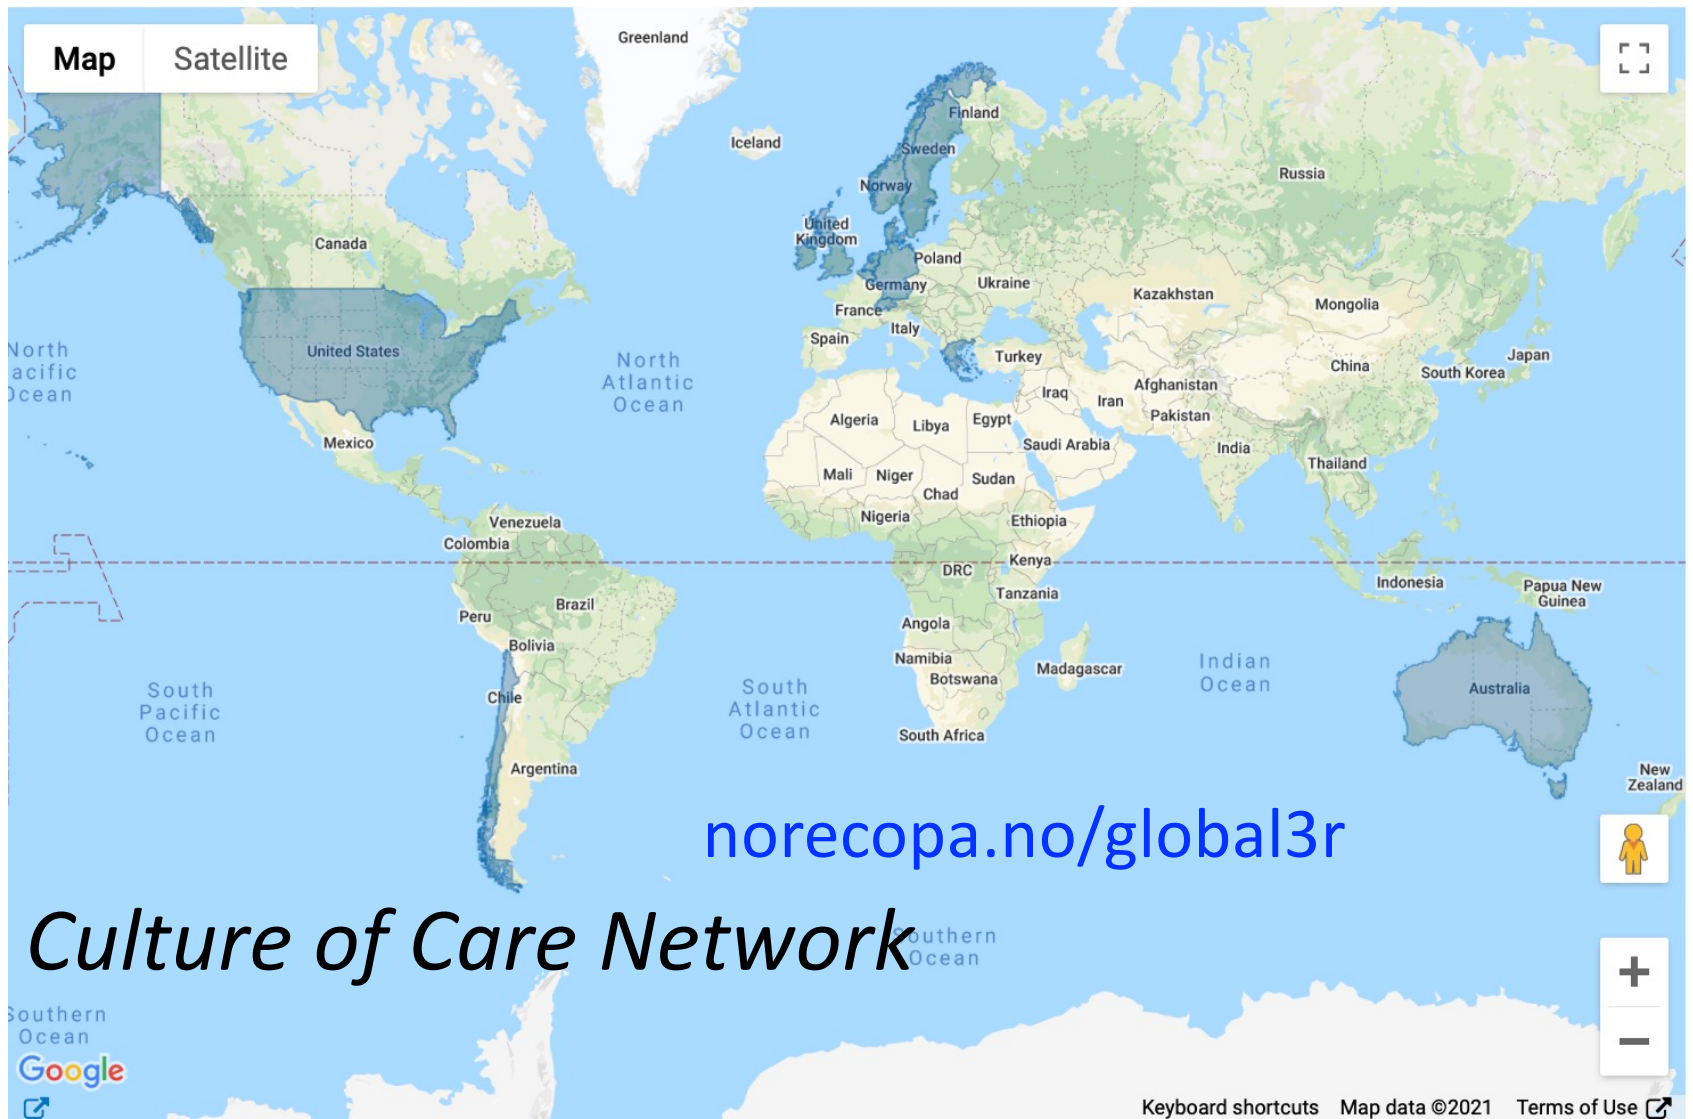 Map
Satellite
Greenland
Iceland
Finland
Sweden
Norway
Russia
United
Kingdom
Canada
Poland
Germany
Ukraine
Kazakhstan
Mongolia
France
Italy
Spain
United States
North
acific
Ocean
North
Atlantic
Ocean
Turkey
Japan
China
South Korea
Afghanistan
Iraq
Iran
Pakistan
Algeria
Libya
Egypt
Mexico
Saudi Arabia
India
Thailand
Mali
Niger
Sudan
Chad
Venezuela
Nigeria
Ethiopia
Colombia
Kenya
DRC
Indonesia
Papua New
Guinea
Tanzania
Brazil
Peru
Angola
Bolivia
Namibia
Botswana
Madagascar
Indian
Ocean
South
Pacific
Ocean
Chile
South
Atlantic
Ocean
Australia
South Africa
Argentina
New
Zealand
norecopa.no/global3r
Culture of Care Network
Southern
Ocean
Southern
Ocean
Google
Keyboard shortcuts
Map data ©2021
Terms of Use